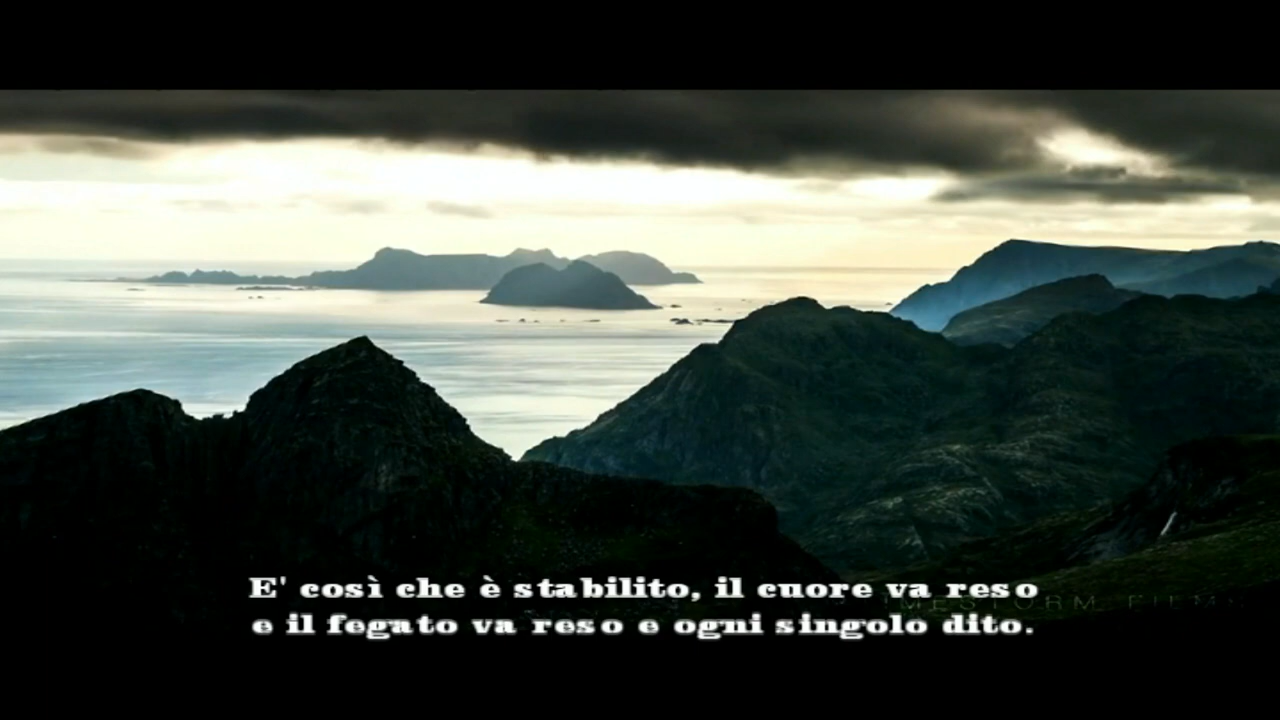 E' così che è stabilito, il cuore va reso
e il fegato va reso e ogni singolo dito.